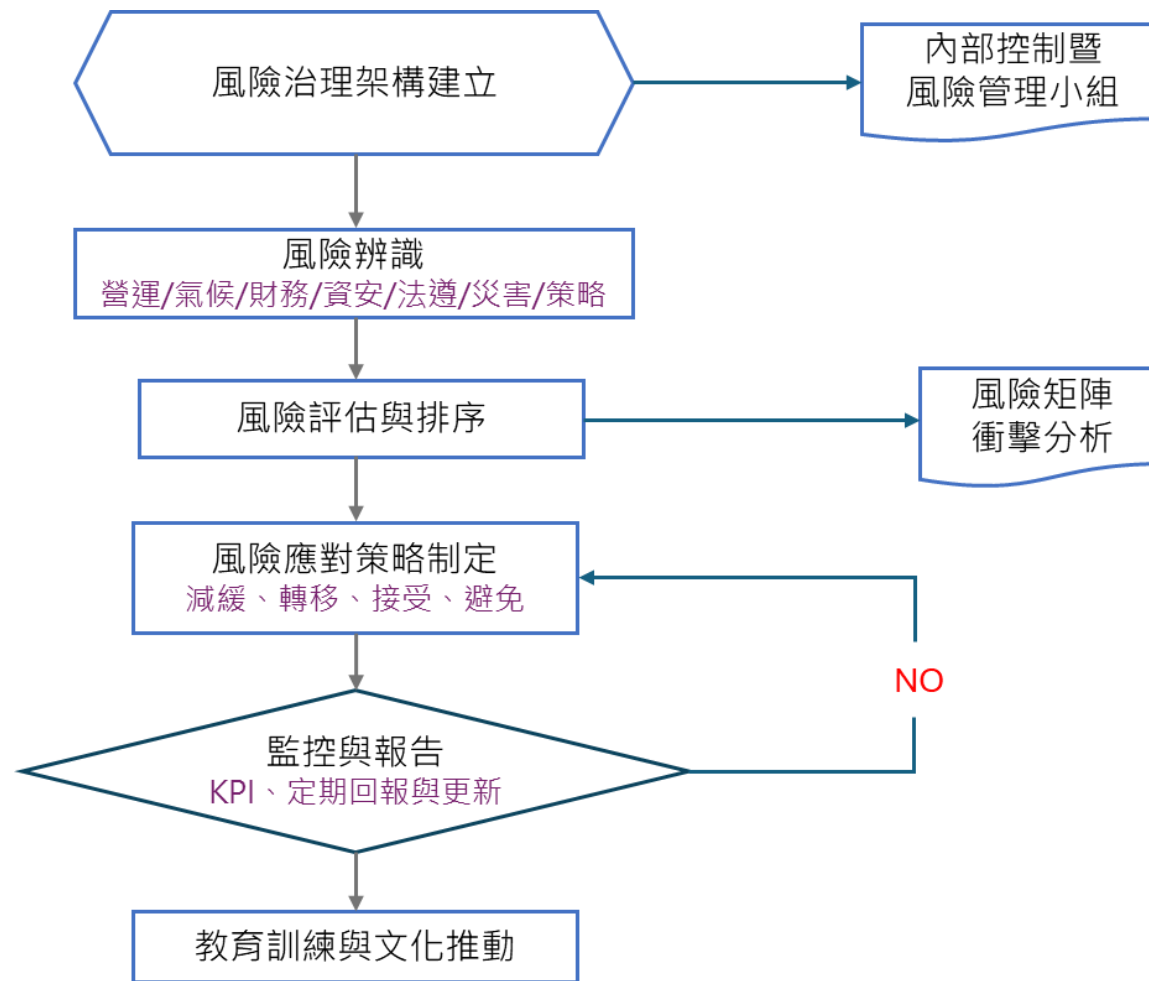 風險治理架構建立
內部控制暨
風險管理小組
風險辨識
營運/氣候/財務/資安/法遵/災害/策略
風險評估與排序
風險矩陣
衝擊分析
風險應對策略制定
減緩、轉移、接受、避免
NO
監控與報告
KPI、定期回報與更新
教育訓練與文化推動